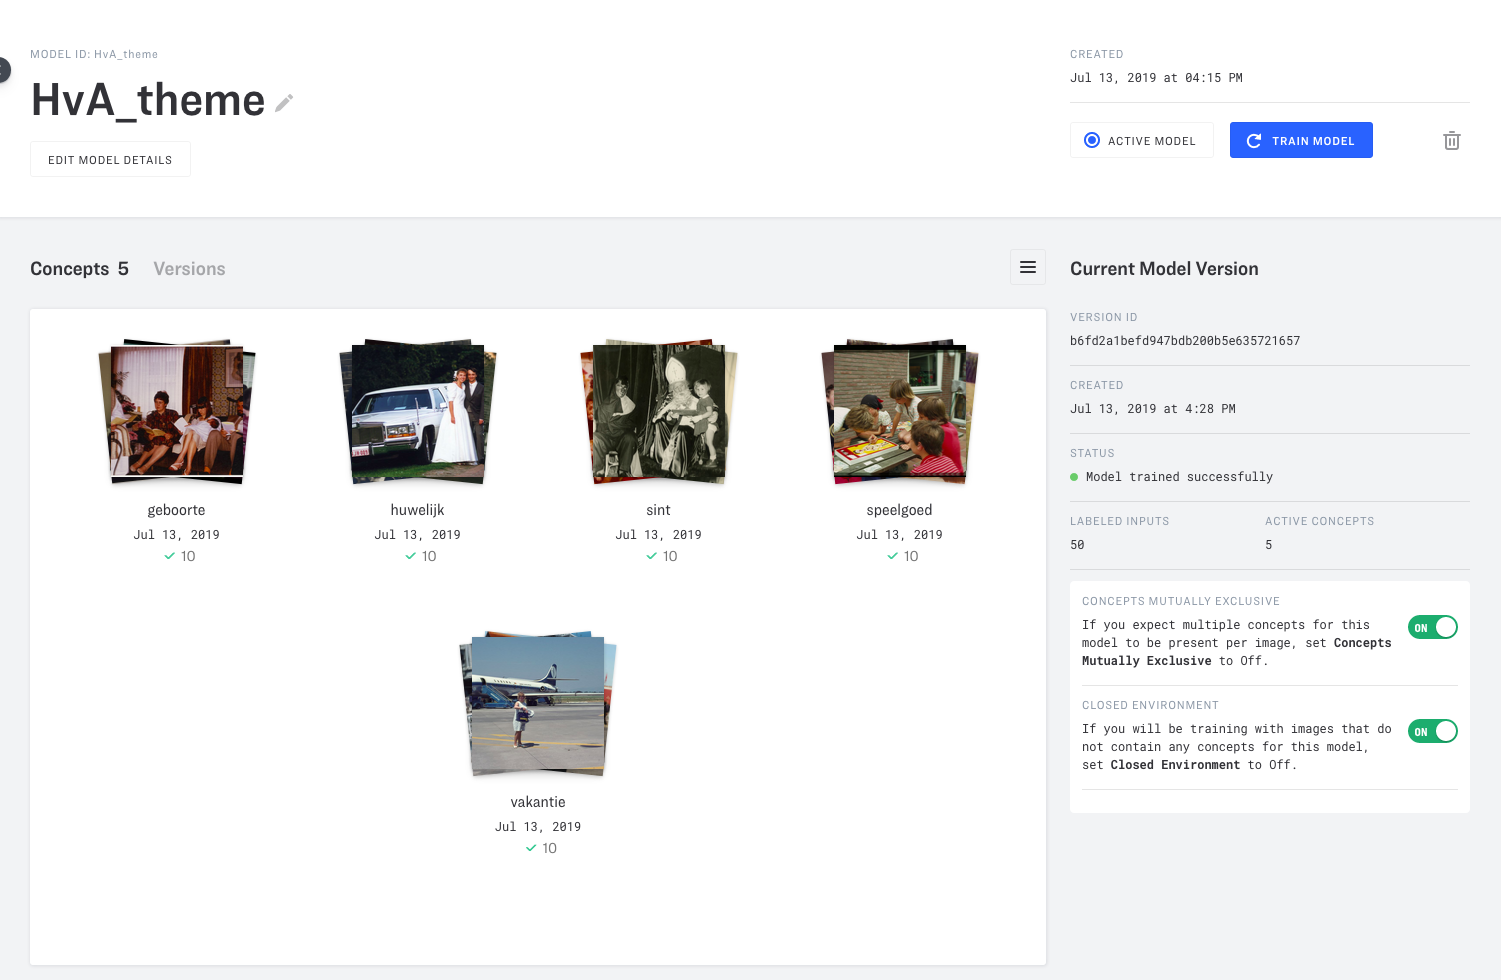 MODEL ID: HvA_theme
HvA_theme
EDIT MODEL DETAILS
CREATED
Jul 13, 2019 at 04:15 PM
ACTIVE MODEL
TRAIN MODEL
Concepts 5
Versions
geboorte
Jul 13, 2019
10
huwelijk
Jul 13, 2019
10
sint
Jul 13, 2019
10
speelgoed
Jul 13, 2019
10
vakantie
Jul 13, 2019
10
Current Model Version
VERSION ID
b6fd2a1befd947bdb200b5e635721657
CREATED
Jul 13, 2019 at 4:28 PM
STATUS
Model trained successfully
LABELED INPUTS
50
ACTIVE CONCEPTS
5
CONCEPTS MUTUALLY EXCLUSIVE
If you expect multiple concepts for this
model to be present per image, set Concepts
Mutually Exclusive to Off.
ON
CLOSED ENVIRONMENT
If you will be training with images that do
not contain any concepts for this model,
set Closed Environment to Off.
ON